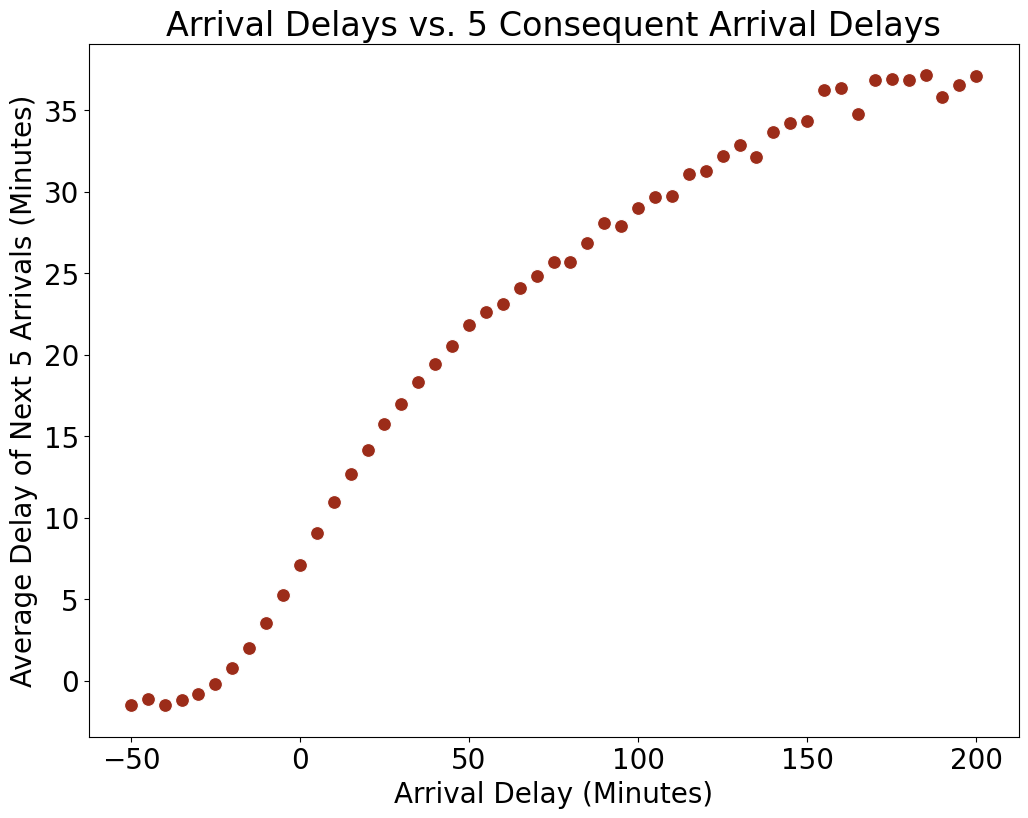 Arrival Delays vs. 5 Consequent Arrival Delays
Average Delay of Next 5 Arrivals (Minutes)
35
30
25
20
15
10
5
0
−50 0 50 100 150 200
Arrival Delay (Minutes)